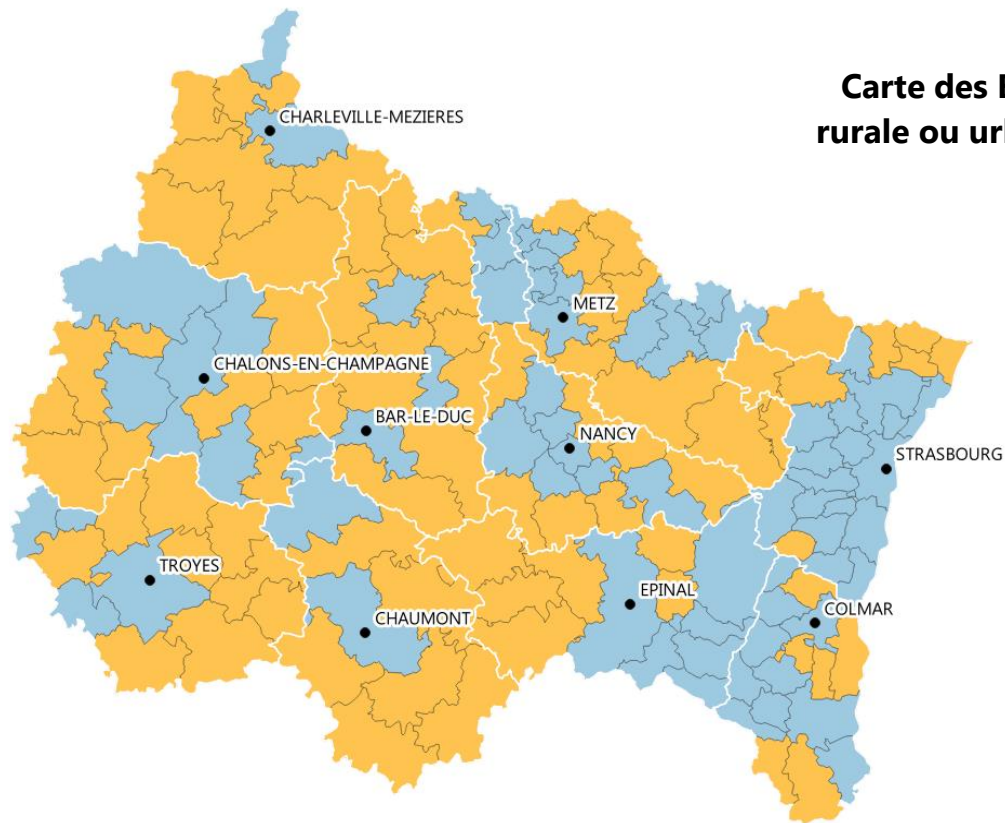 Carte des
rurale ou
CHARLEVILLE-MEZIERES
METZ
CHALONS-EN-CHAMPAGNE
BAR-LE-DUC
NANCY
STRASBOURG
TROYES
EPINAL
CHAUMONT
COLMAR